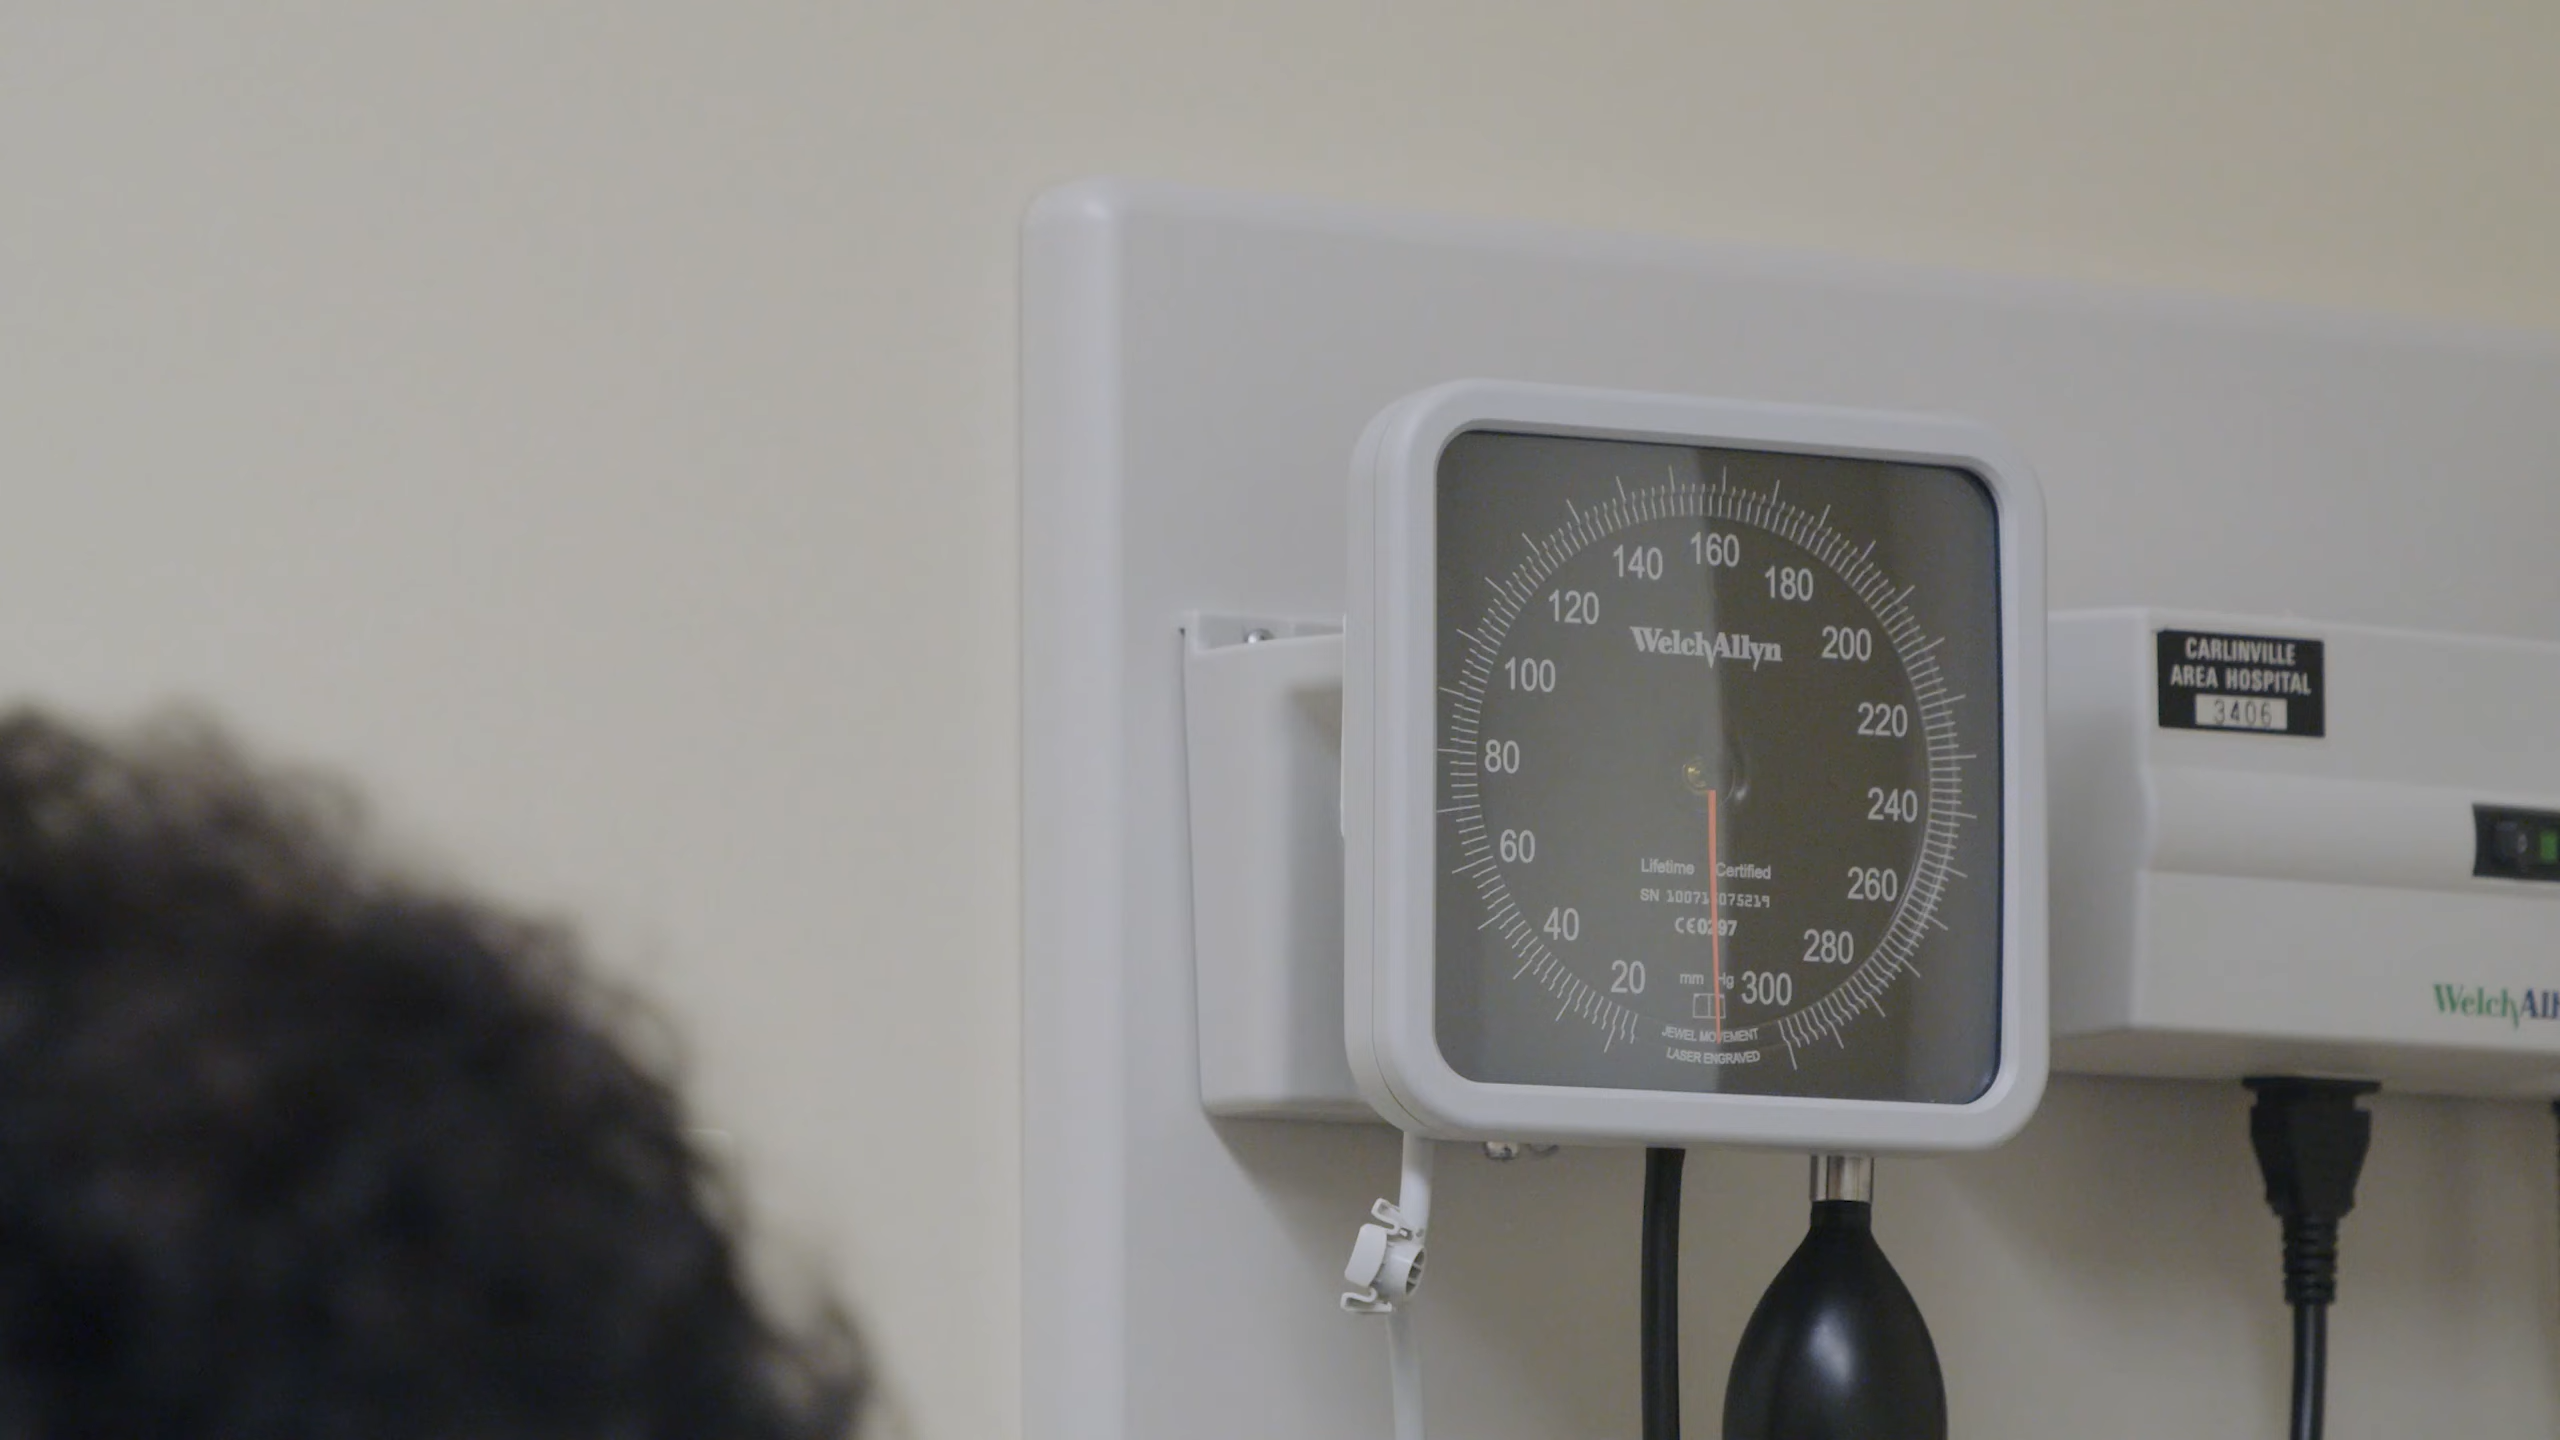 140 160 180
120
WelchAllyn
200
100
220
80
240
60
260
40
280
20
300
Lifetime Certified
CE0297
mm Hg
JEWEL MOVEMENT
LASER ENGRAVED
CARLINVILLE
AREA HOSPITAL
3406